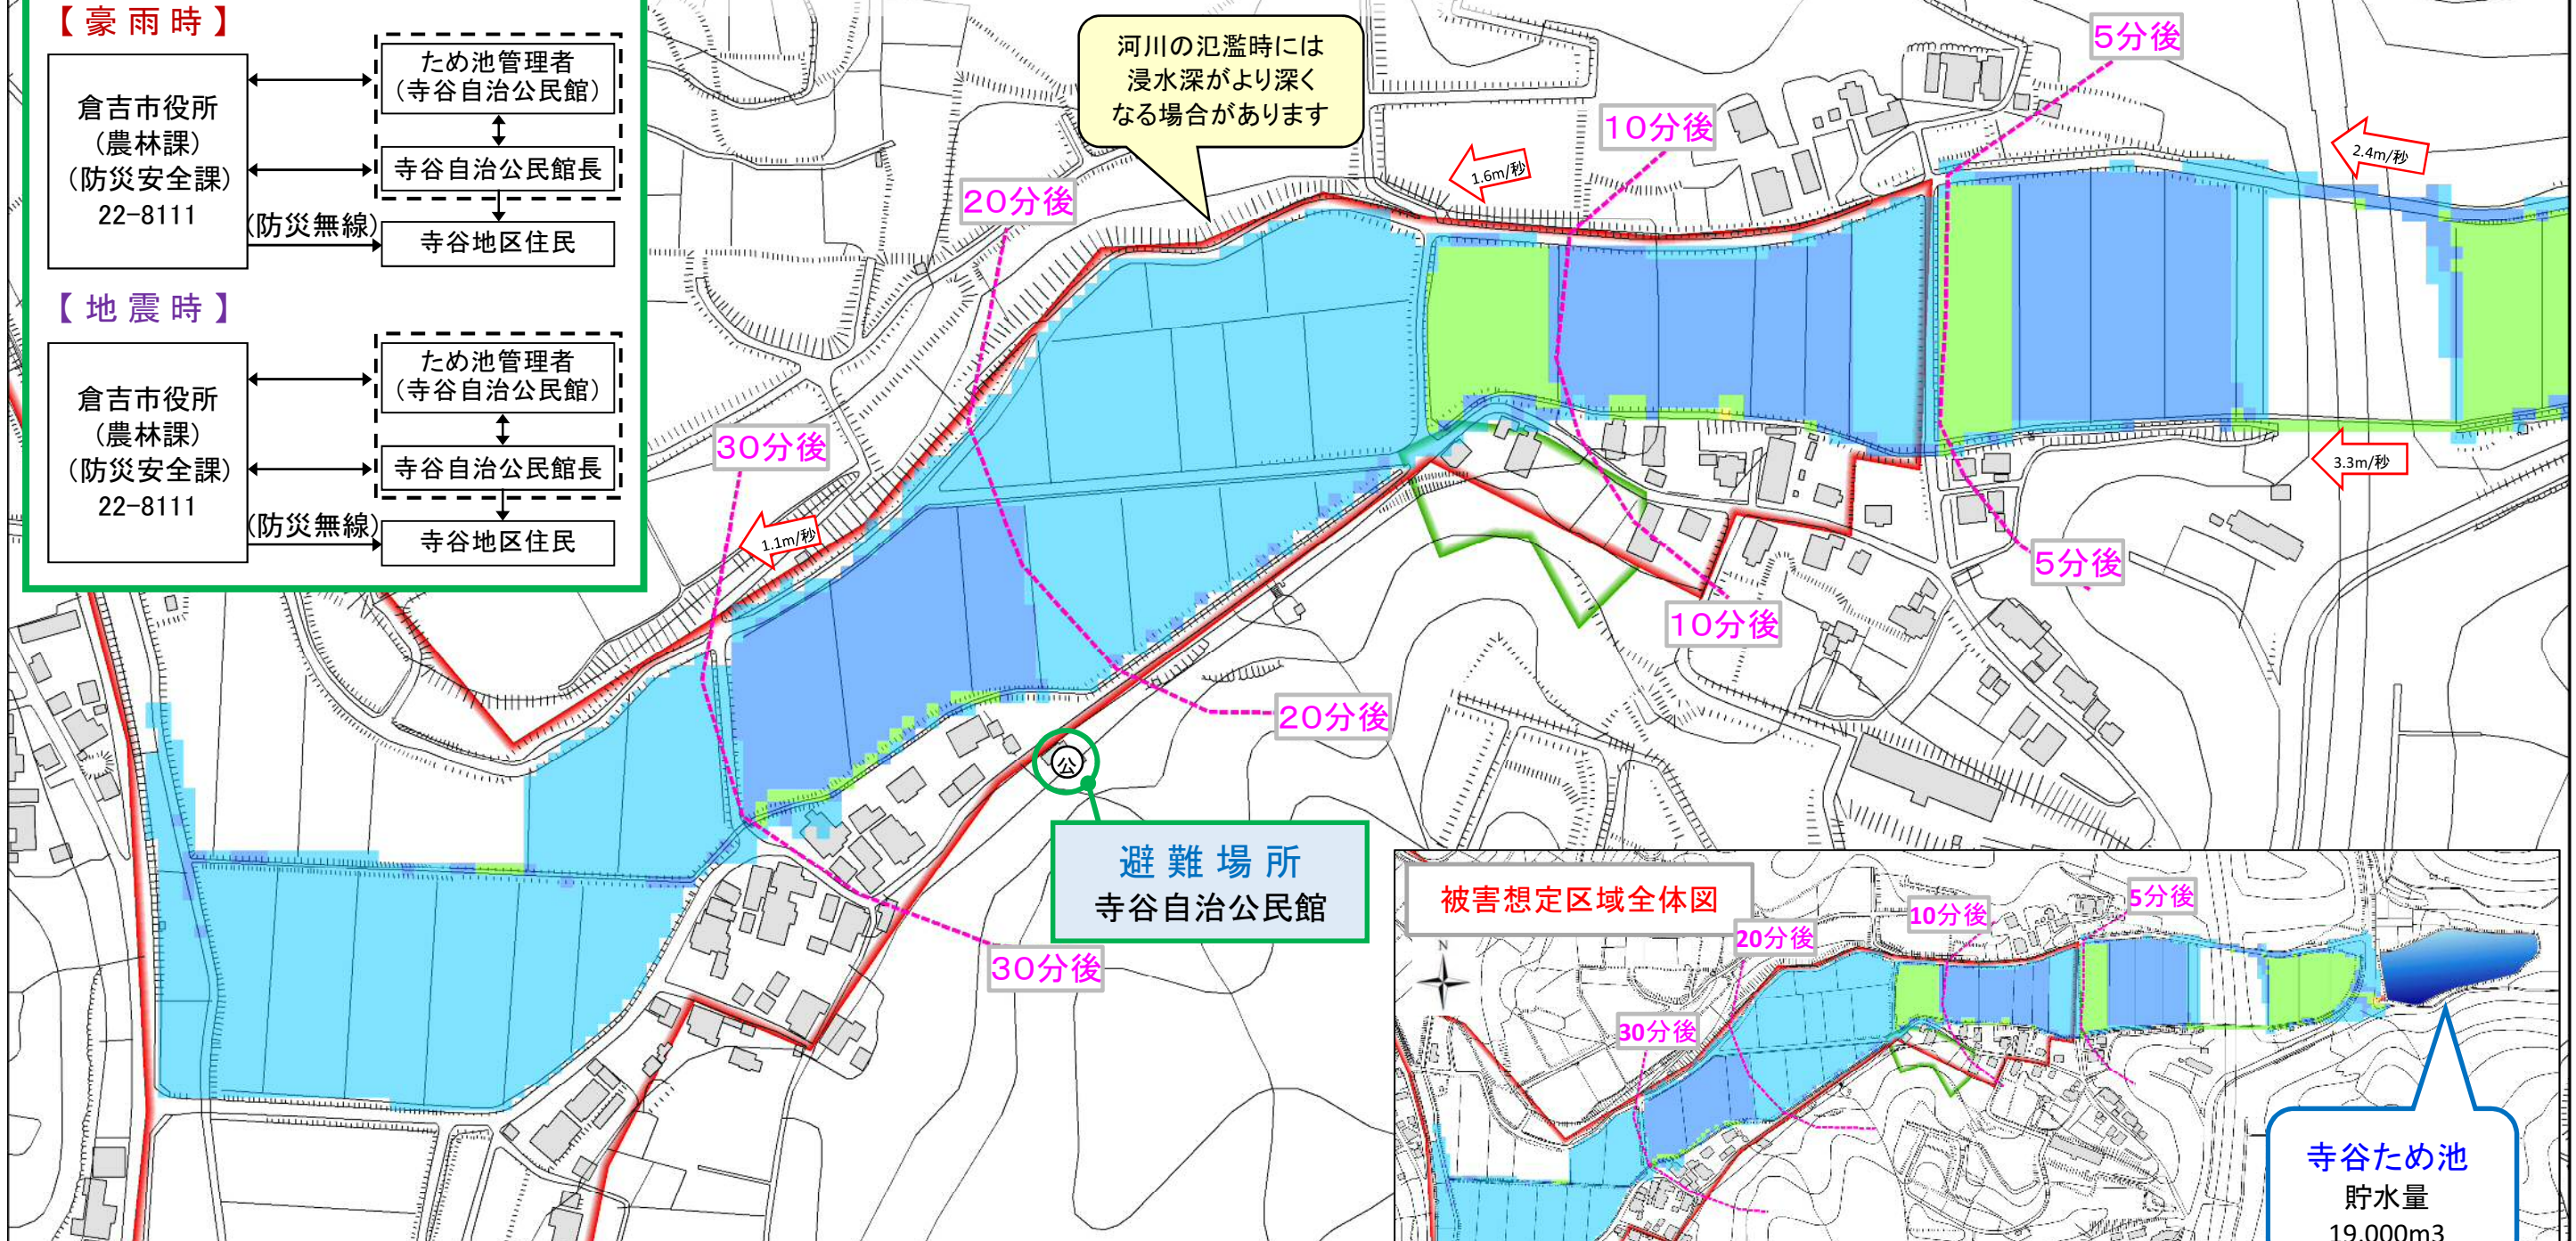 【豪雨時】
倉吉市役所
(農林課)
(防災安全課)
22-8111
ため池管理者
(寺谷自治公民館)
寺谷自治公民館長
(防災無線)
寺谷地区住民
【地震時】
倉吉市役所
(農林課)
(防災安全課)
22-8111
ため池管理者
(寺谷自治公民館)
寺谷自治公民館長
(防災無線)
寺谷地区住民
河川の氾濫時には
浸水深がより深く
なる場合があります
5分後
10分後
20分後
30分後
2.4m/秒
1.6m/秒
3.3m/秒
1.1m/秒
5分後
10分後
20分後
30分後
公
避難場所
寺谷自治公民館
被害想定区域全体図
N
5分後
10分後
20分後
30分後
寺谷ため池
貯水量
19,000m3